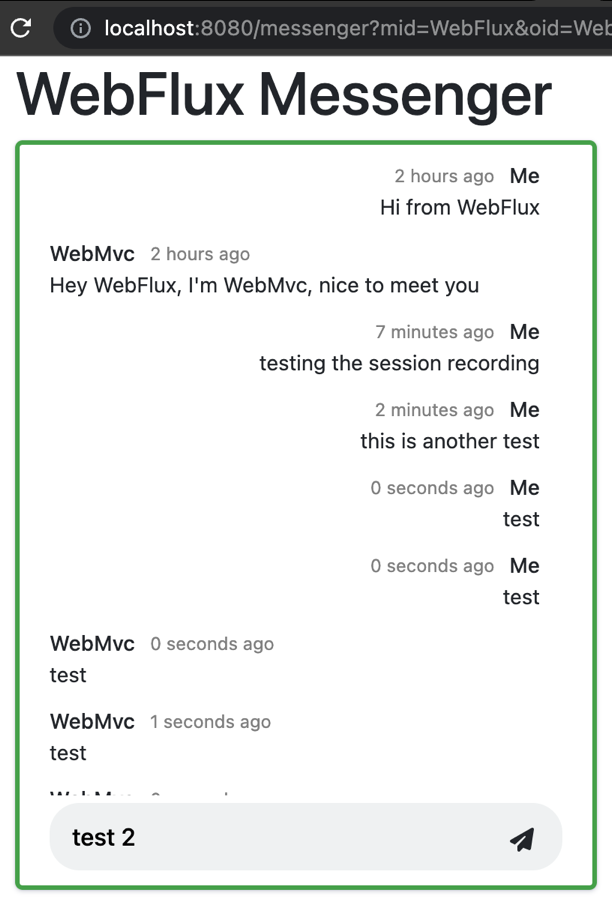 localhost:8080/messenger?mid=WebFlux&oid=Web
WebFlux Messenger
2 hours ago Me
Hi from WebFlux
WebMvc 2 hours ago
Hey WebFlux, I'm WebMvc, nice to meet you
7 minutes ago Me
testing the session recording
2 minutes ago Me
this is another test
0 seconds ago Me
test
0 seconds ago Me
test
WebMvc 0 seconds ago
test
WebMvc 1 seconds ago
test
test 2